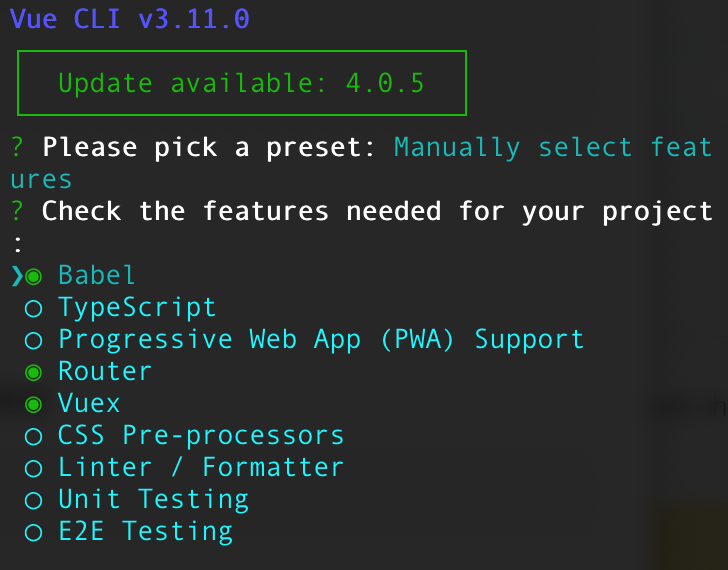 Vue CLI v3.11.0
Update available: 4.0.5
? Please pick a preset: Manually select feat
ures
? Check the features needed for your project
:
❯◉ Babel
◯ TypeScript
◯ Progressive Web App (PWA) Support
◉ Router
◉ Vuex
◯ CSS Pre-processors
◯ Linter / Formatter
◯ Unit Testing
◯ E2E Testing